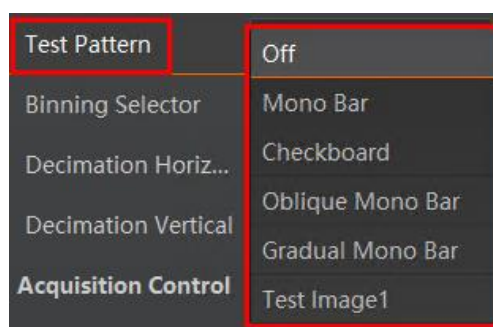 Test Pattern
Binning Selector
Decimation Horiz...
Decimation Vertical
Acquisition Control
Off
Mono Bar
Checkboard
Oblique Mono Bar
Gradual Mono Bar
Test Image1